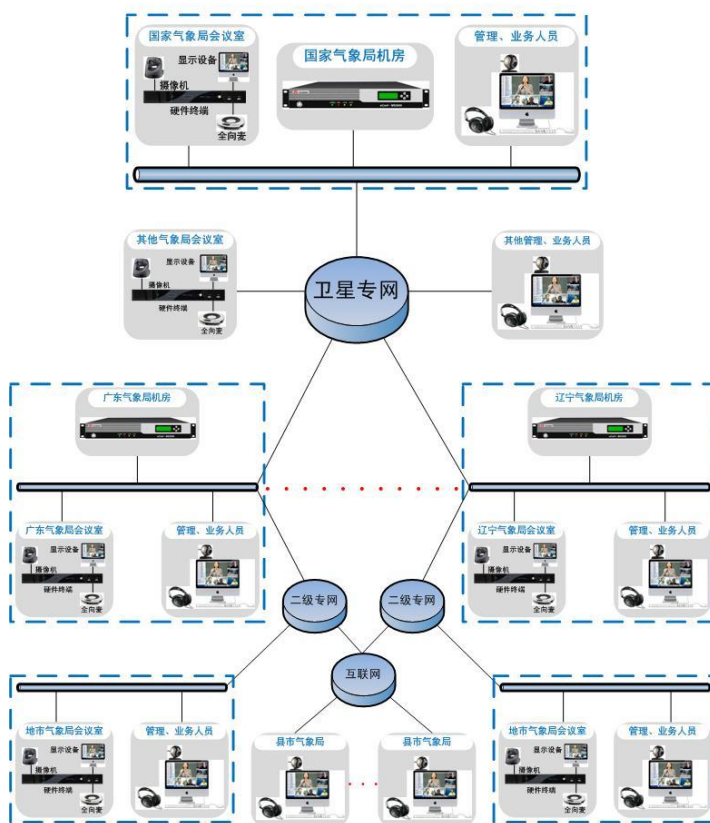 国家气象局会议室
显示设备
摄像机
硬件终端
全向麦
国家气象局机房
管理、业务人员
其他气象局会议室
显示设备
摄像机
硬件终端
全向麦
卫星专网
其他管理、业务人员
广东气象局机房
辽宁气象局机房
广东气象局会议室
显示设备
摄像机
硬件终端
全向麦
管理、业务人员
辽宁气象局会议室
显示设备
摄像机
硬件终端
全向麦
管理、业务人员
二级专网
二级专网
互联网
地市气象局会议室
显示设备
摄像机
硬件终端
全向麦
管理、业务人员
县市气象局
县市气象局
地市气象局会议室
显示设备
摄像机
硬件终端
全向麦
管理、业务人员